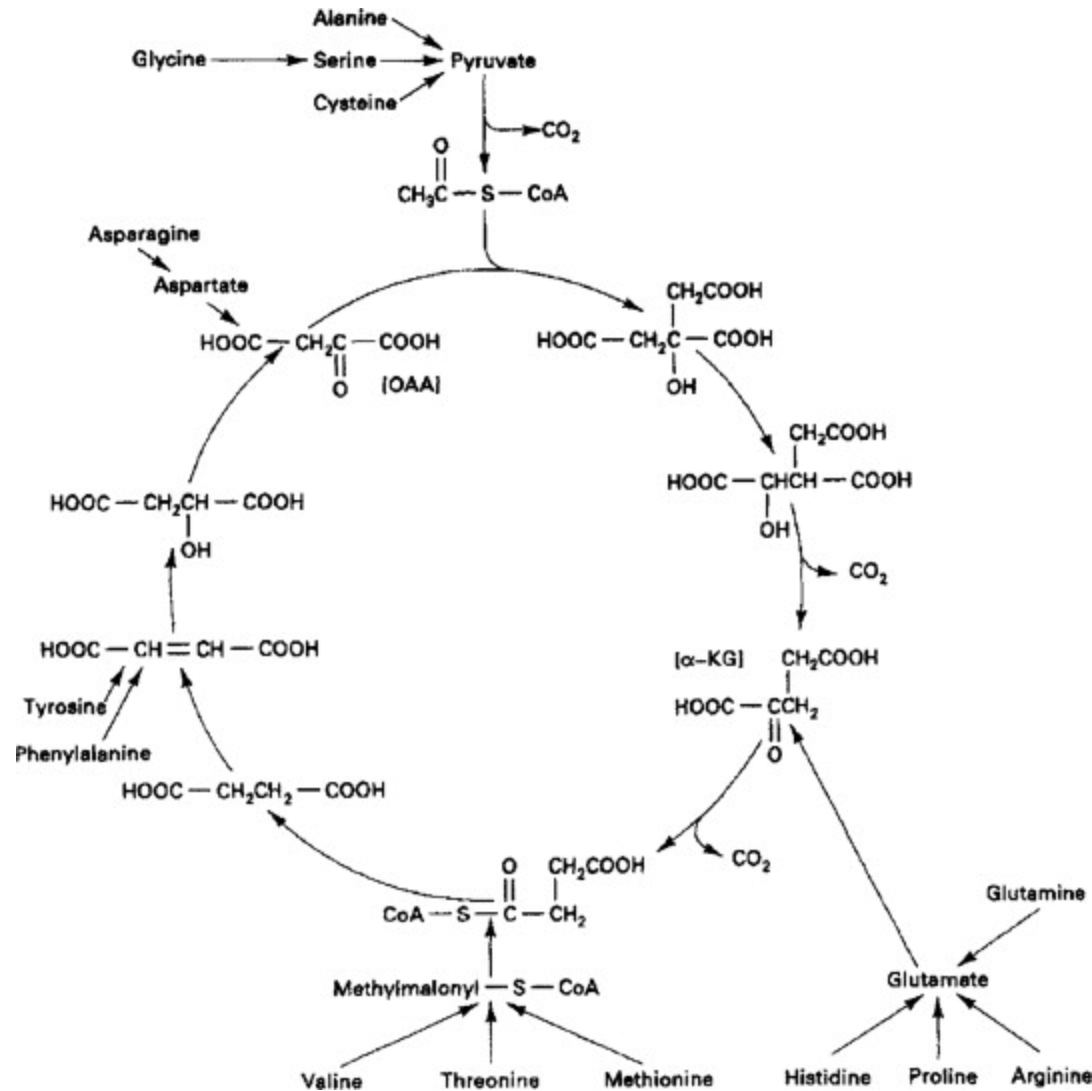 Alanine
Glycine Serine Pyruvate
Cysteine
CO₂
O
CH₃C — S — CoA
Asparagine
Aspartate
CH₂COOH
HOOC — CH₂C — COOH
O
[OAA]
HOOC — CH₂C — COOH
OH
CH₂COOH
HOOC — CHCH — COOH
OH
HOOC — CH₂CH — COOH
OH
CO₂
HOOC — CH = CH — COOH
Tyrosine
Phenylalanine
[α-KG]
CH₂COOH
HOOC — CCH₂
O
HOOC — CH₂CH₂ — COOH
CO₂
O
CH₂COOH
CoA — S — C — CH₂
Glutamine
Methylmalonyl — S — CoA
Glutamate
Valine Threonine Methionine Histidine Proline Arginine